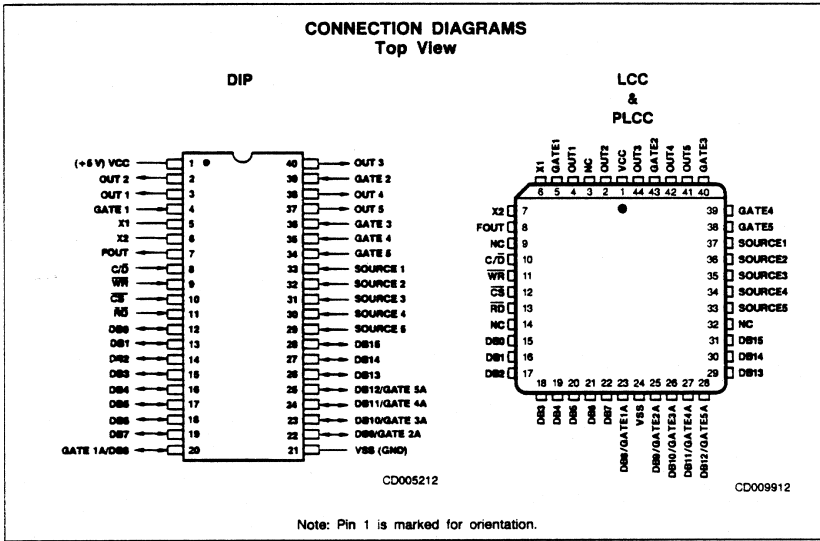 CONNECTION DIAGRAMS
Top View
DIP
(+5 V) VCC 1 40 OUT 3
OUT 2 2 39 GATE 2
OUT 1 3 38 OUT 4
GATE 1 4 37 OUT 5
X1 5 36 GATE 3
X2 6 35 GATE 4
FOUT 7 34 GATE 5
C/D̅ 8 33 SOURCE 1
W̅R̅ 9 32 SOURCE 2
C̅S̅ 10 31 SOURCE 3
R̅D̅ 11 30 SOURCE 4
DB0 12 29 SOURCE 5
DB1 13 28 DB15
DB2 14 27 DB14
DB3 15 26 DB13
DB4 16 25 DB12/GATE 5A
DB5 17 24 DB11/GATE 4A
DB6 18 23 DB10/GATE 3A
DB7 19 22 DB9/GATE 2A
GATE 1A/DB8 20 21 VSS (GND)
CD005212
LCC
&
PLCC
X1 GATE1 OUT1 NC OUT2 VCC OUT3 GATE2 OUT4 OUT5 GATE3
6 5 4 3 2 1 44 43 42 41 40
X2 7 39 GATE4
FOUT 8 38 GATE5
NC 9 37 SOURCE1
C/D̅ 10 36 SOURCE2
W̅R̅ 11 35 SOURCE3
C̅S̅ 12 34 SOURCE4
R̅D̅ 13 33 SOURCE5
NC 14 32 NC
DB0 15 31 DB15
DB1 16 30 DB14
DB2 17 29 DB13
18 19 20 21 22 23 24 25 26 27 28
DB3 DB4 DB5 DB6 DB7 DB8/GATE1A VSS DB9/GATE2A DB10/GATE3A DB11/GATE4A DB12/GATE5A
CD009912
Note: Pin 1 is marked for orientation.